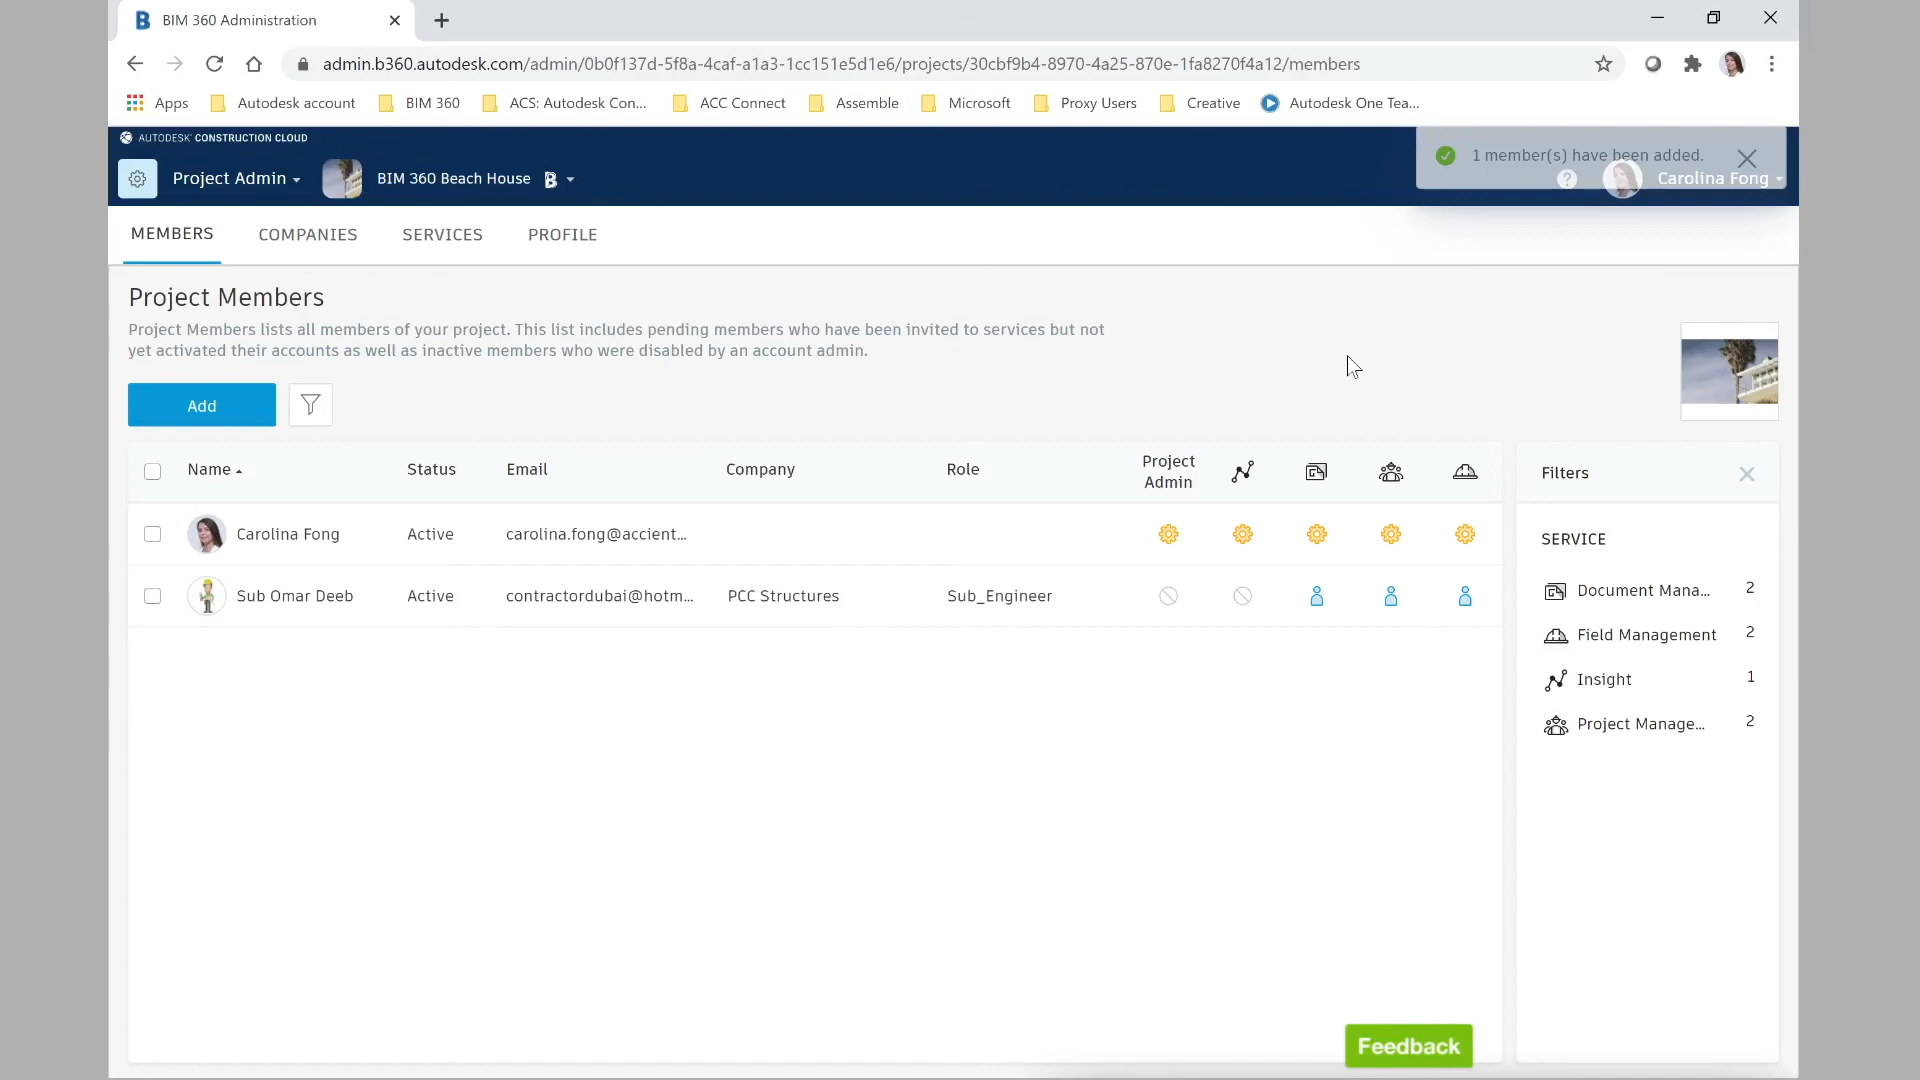 BIM 360 Administration
admin.b360.autodesk.com/admin/0b0f137d-5f8a-4caf-a1a3-1cc151e5d1e6/projects/30cbf9b4-8970-4a25-870e-1fa8270f4a12/members
Apps Autodesk account BIM 360 ACS: Autodesk Con... ACC Connect Assemble Microsoft Proxy Users Creative Autodesk One Tea...
AUTODESK® CONSTRUCTION CLOUD
1 member(s) have been added.
Project Admin BIM 360 Beach House B ? Carolina Fong
MEMBERS COMPANIES SERVICES PROFILE
Project Members
Project Members lists all members of your project. This list includes pending members who have been invited to services but not
yet activated their accounts as well as inactive members who were disabled by an account admin.
Add
Name Status Email Company Role Project Admin
Carolina Fong Active carolina.fong@accient...
Sub Omar Deeb Active contractordubai@hotm... PCC Structures Sub_Engineer
Filters
SERVICE
Document Mana... 2
Field Management 2
Insight 1
Project Manage... 2
Feedback